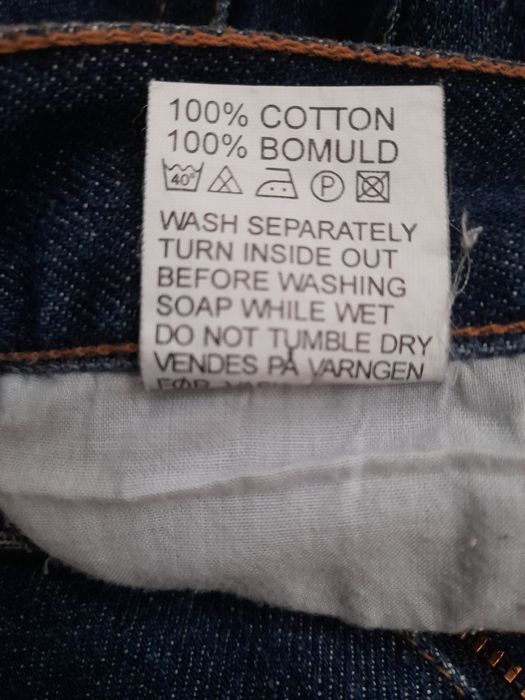 100% COTTON
100% BOMULD
40° P
WASH SEPARATELY
TURN INSIDE OUT
BEFORE WASHING
SOAP WHILE WET
DO NOT TUMBLE DRY
VENDES PÅ VARNGEN
FØR